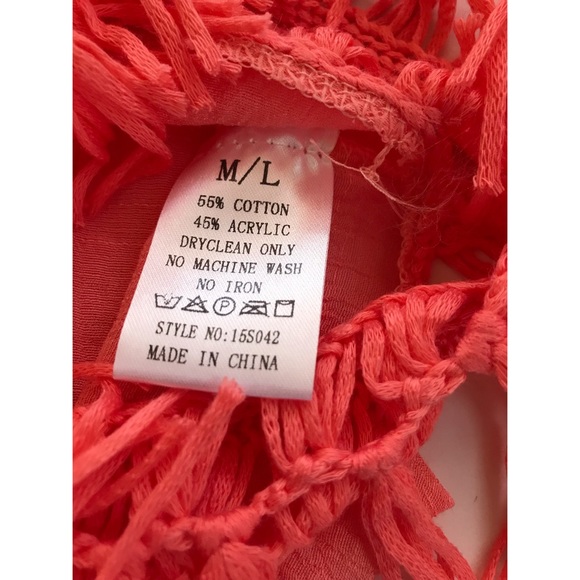 M/L
55% COTTON
45% ACRYLIC
DRYCLEAN ONLY
NO MACHINE WASH
NO IRON
STYLE NO:15S042
MADE IN CHINA